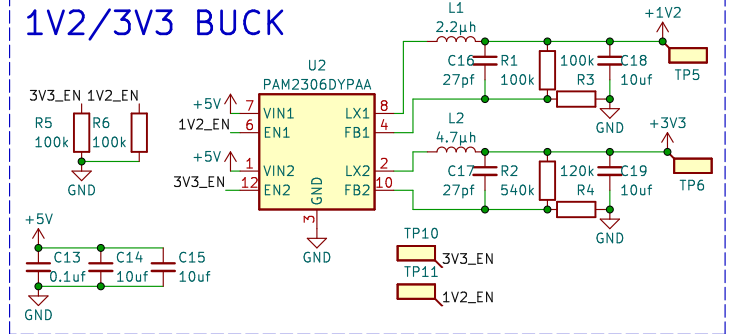 1V2/3V3 BUCK
L1
2.2µh
+1V2
TP5
C16
27pf
R1
100k
100k
R3
C18
10uf
GND
U2
PAM2306DYPAA
+5V
7 VIN1 LX1 8
1V2_EN
6 EN1 FB1 4
+5V
1 VIN2 LX2 2
3V3_EN
12 EN2 FB2 10
GND
3
GND
3V3_EN 1V2_EN
R5
100k
R6
100k
GND
L2
4.7µh
+3V3
TP6
C17
27pf
R2
540k
120k
R4
C19
10uf
GND
+5V
C13
0.1uf
C14
10uf
C15
10uf
GND
TP10
3V3_EN
TP11
1V2_EN